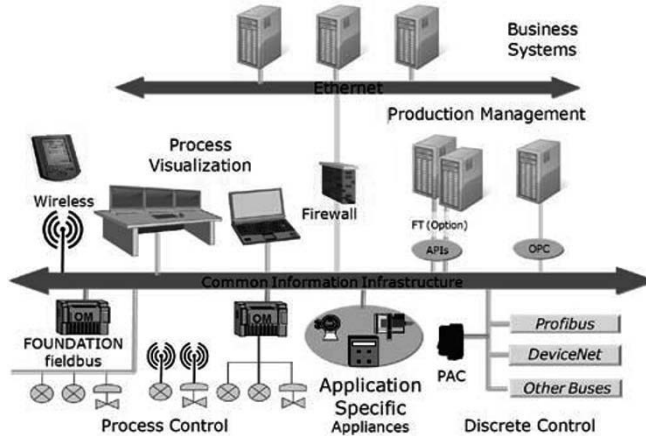 Business
Systems
Ethernet
Production Management
Process
Visualization
Wireless
Firewall
FT (Option)
APIs
OPC
Common Information Infrastructure
OM
OM
FOUNDATION
fieldbus
Profibus
DeviceNet
Other Buses
PAC
Application
Specific
Appliances
Process Control
Discrete Control